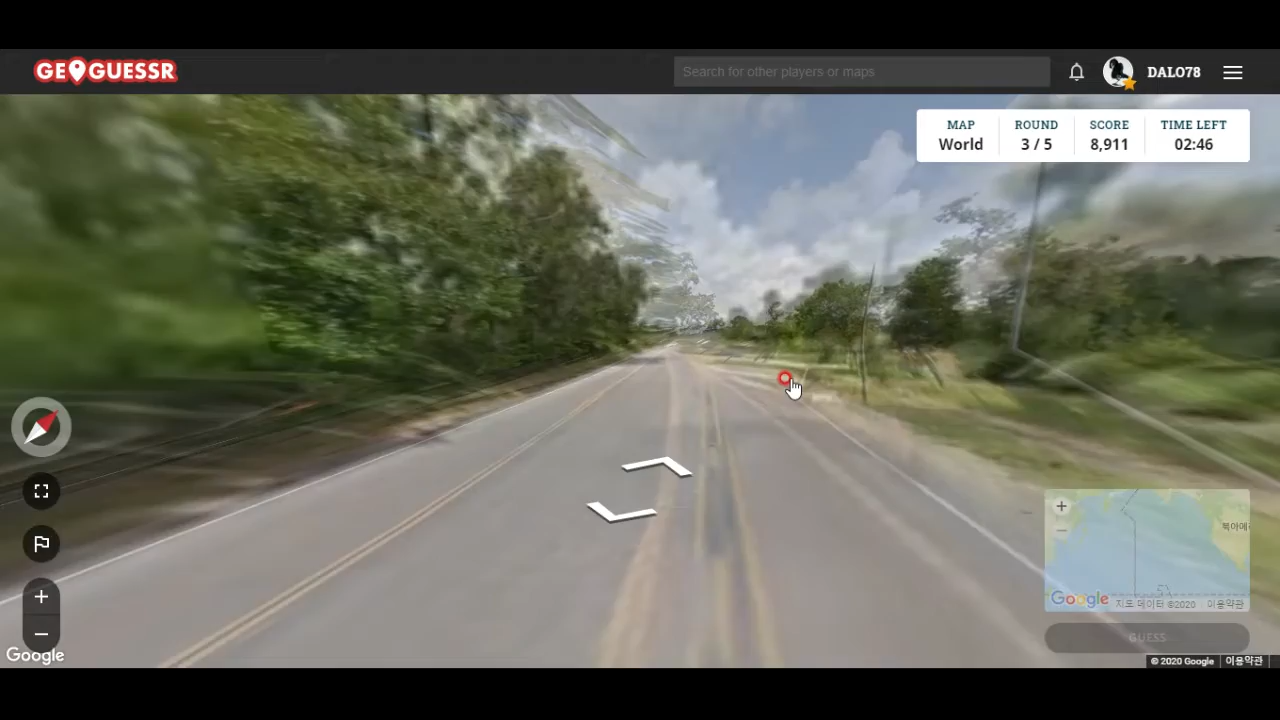 GEOGUESSR
Search for other players or maps
DALO78
MAP
World
ROUND
3 / 5
SCORE
8,911
TIME LEFT
02:46
+
−
북아메
Google
지도 데이터 ©2020
이용약관
GUESS
+
−
Google
© 2020 Google
이용약관